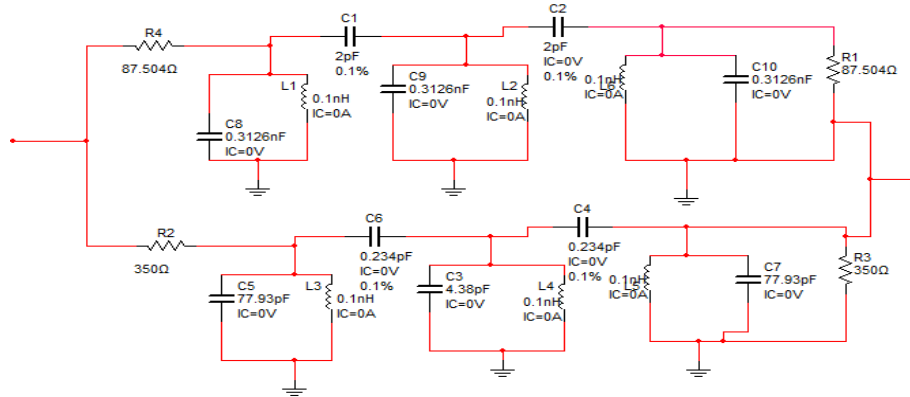 R4
87.504Ω
C1
2pF
0.1%
C2
2pF
IC=0V
0.1%
C8
0.3126nF
IC=0V
L1
0.1nH
IC=0A
C9
0.3126nF
IC=0V
L2
0.1nH
IC=0A
L6
0.1nH
IC=0A
C10
0.3126nF
IC=0V
R1
87.504Ω
R2
350Ω
C6
0.234pF
IC=0V
0.1%
C4
0.234pF
IC=0V
0.1%
C5
77.93pF
IC=0V
L3
0.1nH
IC=0A
C3
4.38pF
IC=0V
L4
0.1nH
IC=0A
L5
0.1nH
IC=0A
C7
77.93pF
IC=0V
R3
350Ω